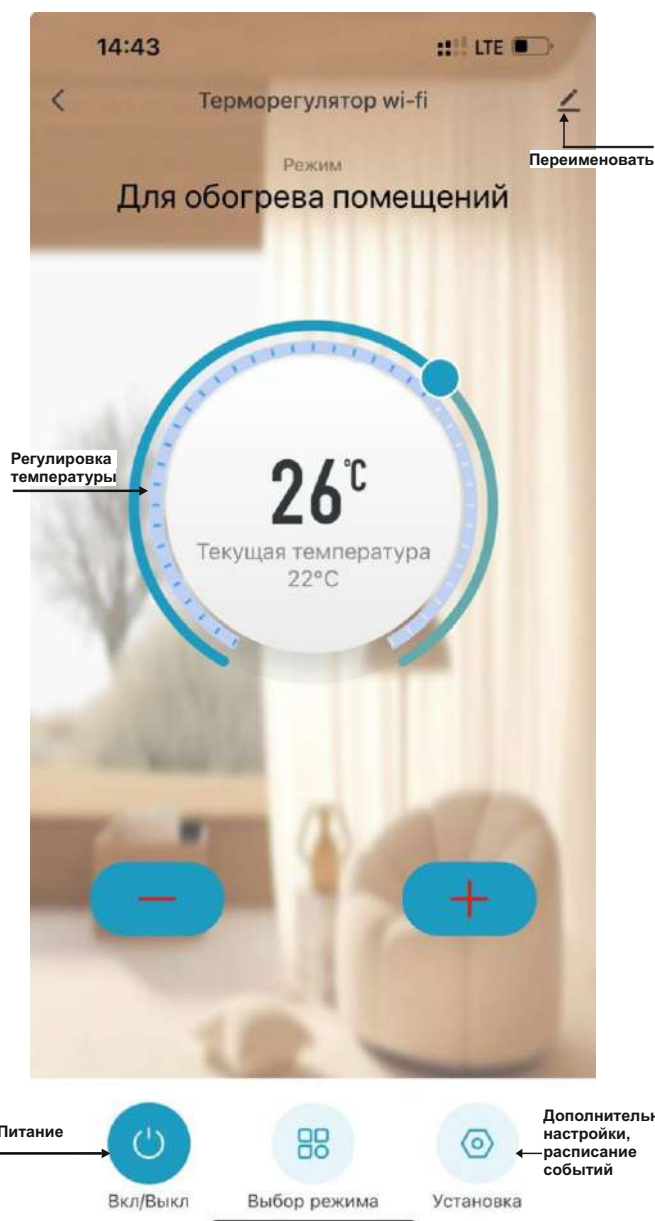 14:43 LTE
Терморегулятор wi-fi
Переименовать
Режим
Для обогрева помещений
Регулировка
температуры
26°C
Текущая температура
22°C
Питание
Дополнительн
настройки,
расписание
событий
Вкл/Выкл
Выбор режима
Установка